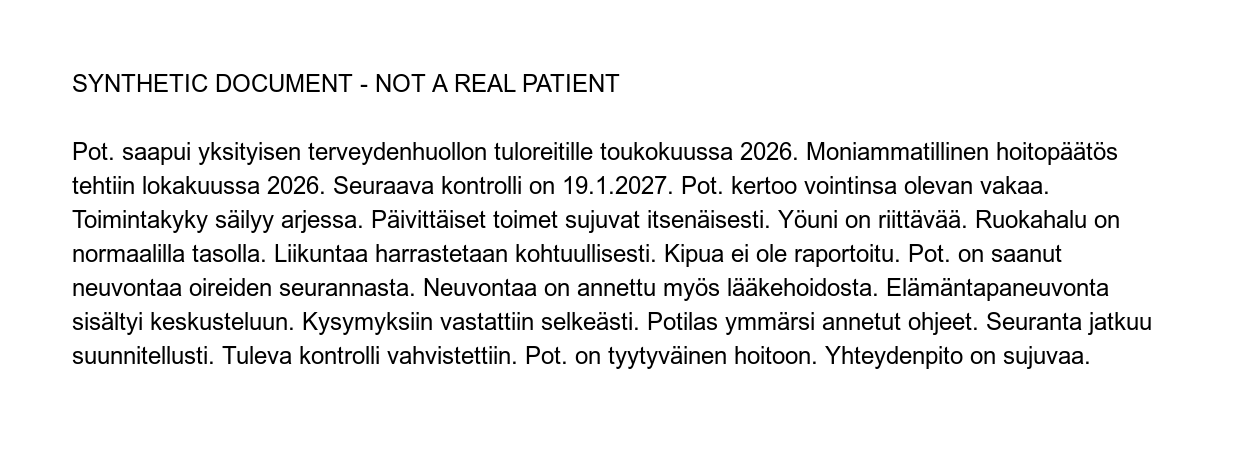 SYNTHETIC DOCUMENT - NOT A REAL PATIENT
Pot. saapui yksityisen terveydenhuollon tuloreitille toukokuussa 2026. Moniammatillinen hoitopäätös
tehtiin lokakuussa 2026. Seuraava kontrolli on 19.1.2027. Pot. kertoo vointinsa olevan vakaa.
Toimintakyky säilyy arjessa. Päivittäiset toimet sujuvat itsenäisesti. Yöuni on riittävää. Ruokahalu on
normaalilla tasolla. Liikuntaa harrastetaan kohtuullisesti. Kipua ei ole raportoitu. Pot. on saanut
neuvontaa oireiden seurannasta. Neuvontaa on annettu myös lääkehoidosta. Elämäntapaneuvonta
sisältyi keskusteluun. Kysymyksiin vastattiin selkeästi. Potilas ymmärsi annetut ohjeet. Seuranta jatkuu
suunnitellusti. Tuleva kontrolli vahvistettiin. Pot. on tyytyväinen hoitoon. Yhteydenpito on sujuvaa.